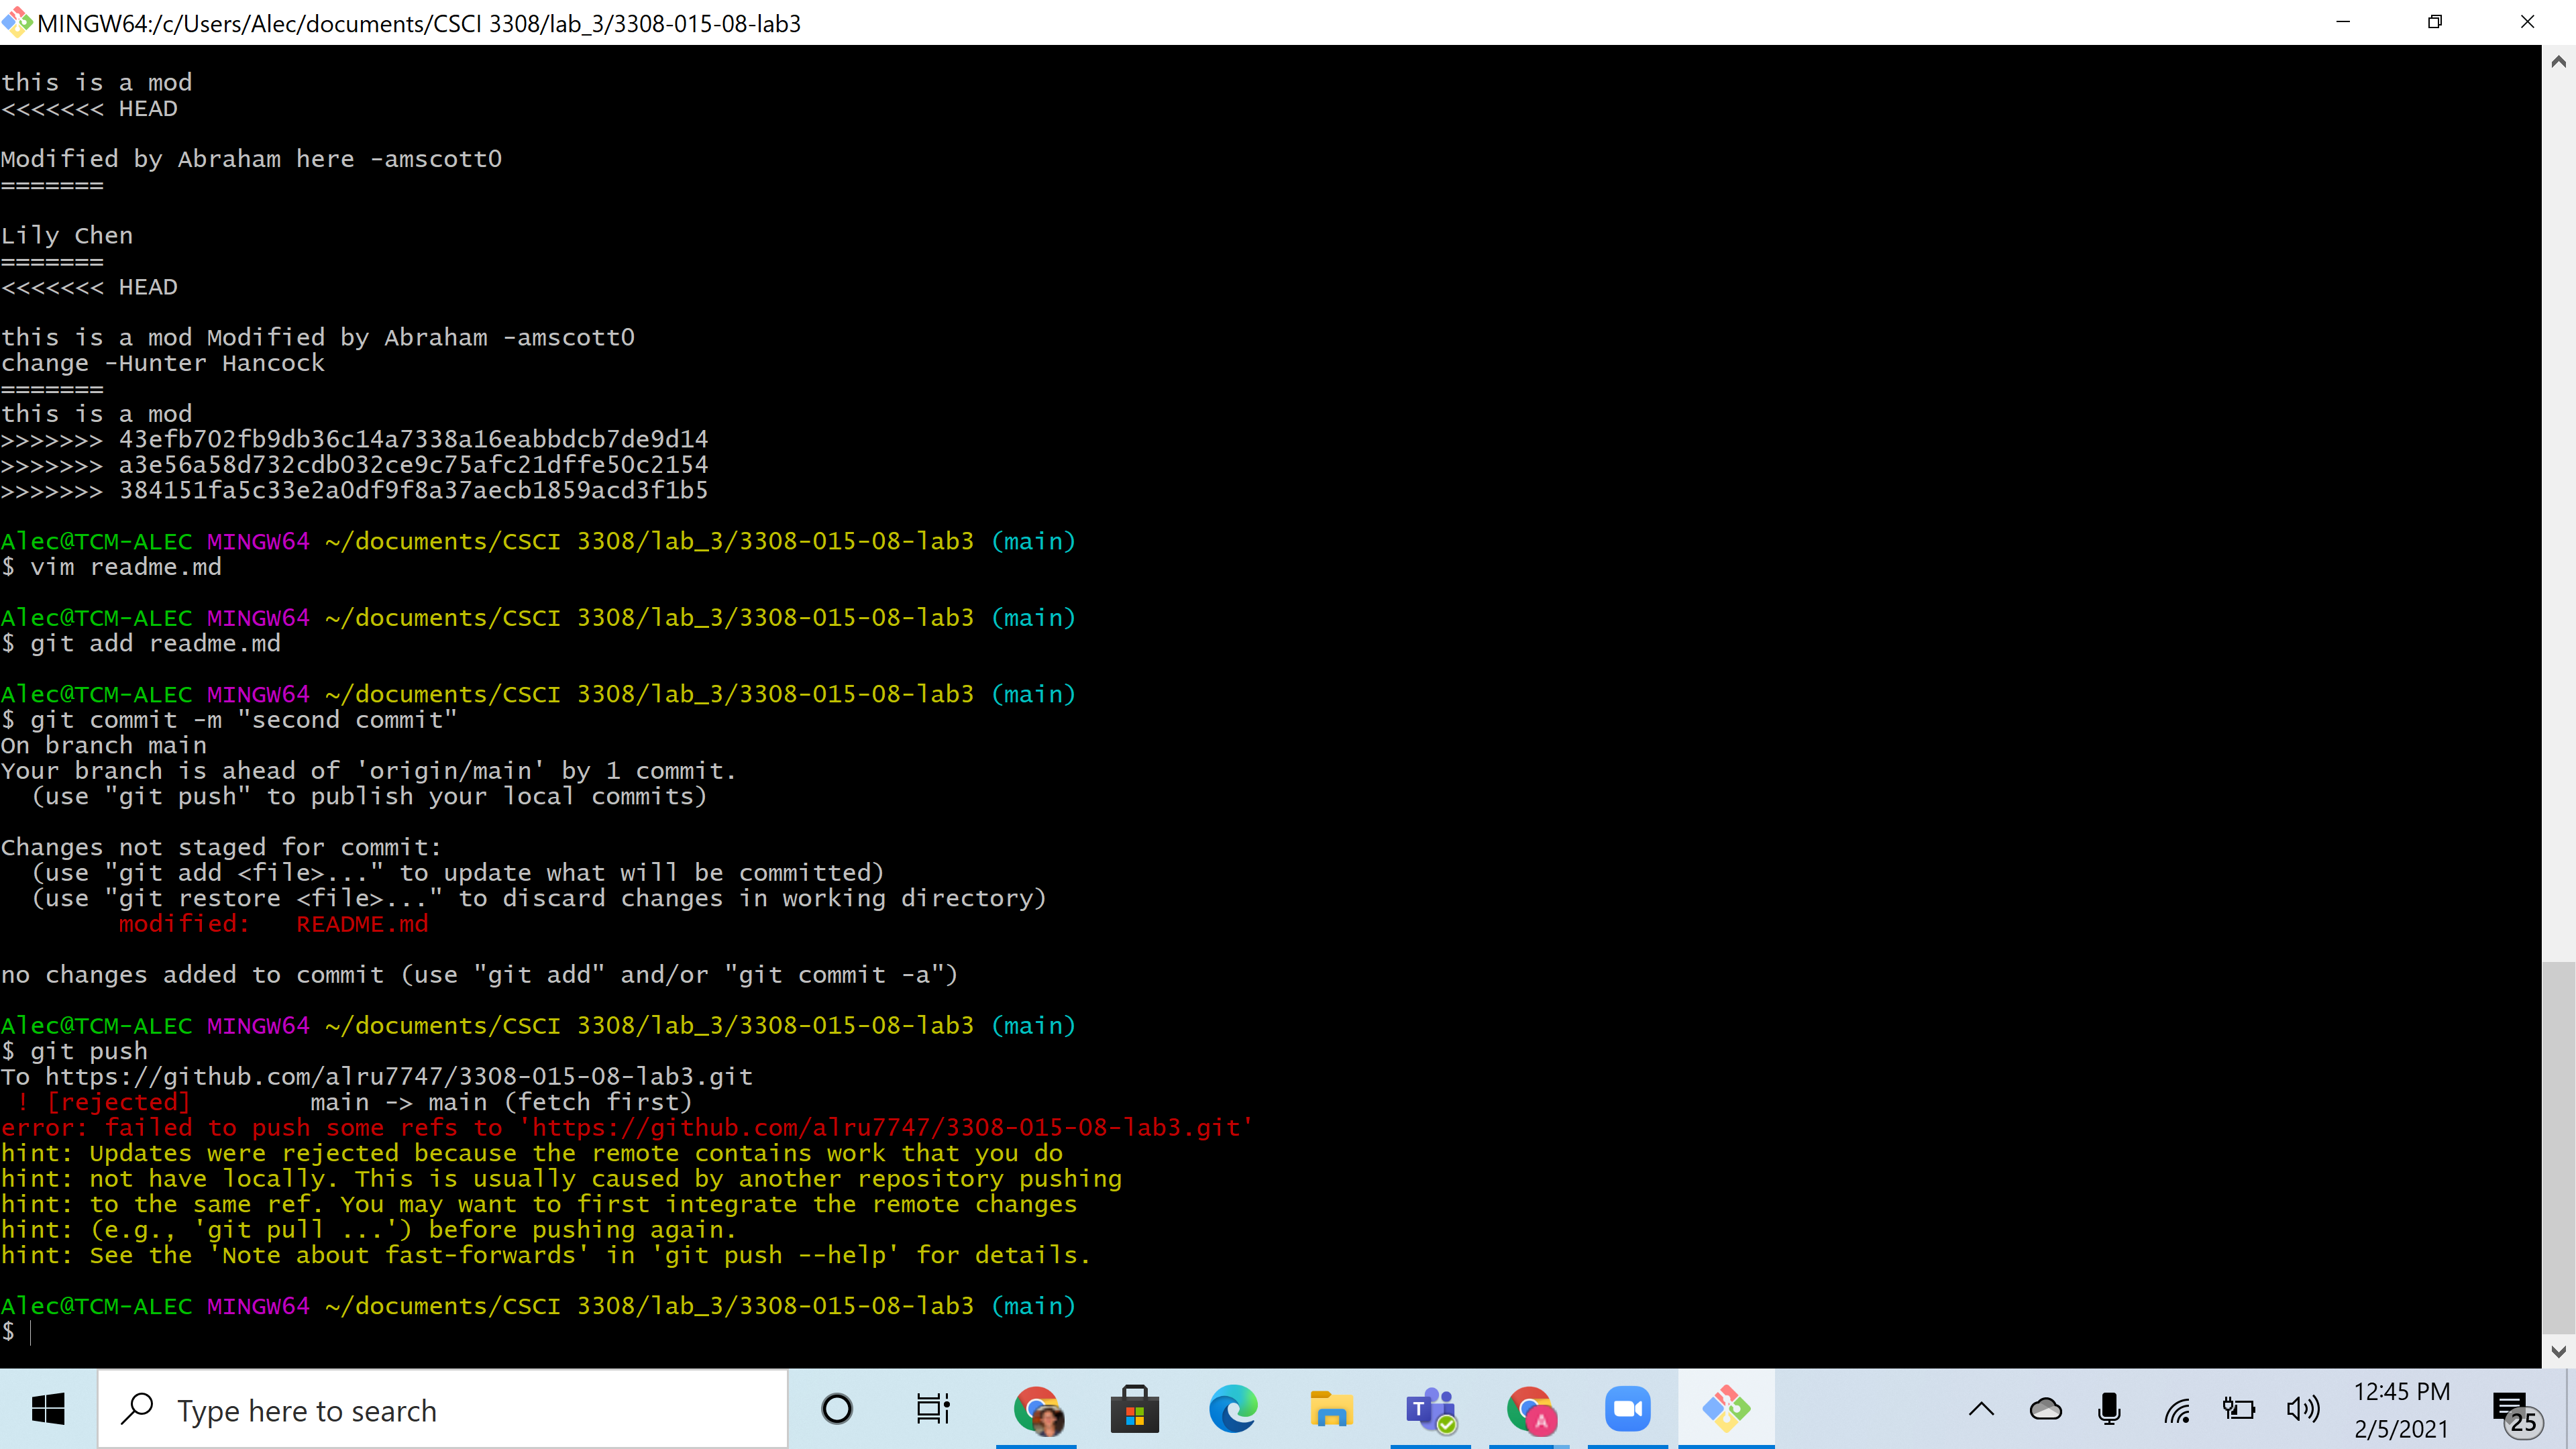 MINGW64:/c/Users/Alec/documents/CSCI 3308/lab_3/3308-015-08-lab3
this is a mod
<<<<<<< HEAD
Modified by Abraham here -amscott0
=======
Lily Chen
=======
<<<<<<< HEAD
this is a mod Modified by Abraham -amscott0
change -Hunter Hancock
=======
this is a mod
>>>>>>> 43efb702fb9db36c14a7338a16eabbdcb7de9d14
>>>>>>> a3e56a58d732cdb032ce9c75afc21dffe50c2154
>>>>>>> 384151fa5c33e2a0df9f8a37aecb1859acd3f1b5
Alec@TCM-ALEC MINGW64 ~/documents/CSCI 3308/lab_3/3308-015-08-lab3 (main)
$ vim readme.md
Alec@TCM-ALEC MINGW64 ~/documents/CSCI 3308/lab_3/3308-015-08-lab3 (main)
$ git add readme.md
Alec@TCM-ALEC MINGW64 ~/documents/CSCI 3308/lab_3/3308-015-08-lab3 (main)
$ git commit -m "second commit"
On branch main
Your branch is ahead of 'origin/main' by 1 commit.
  (use "git push" to publish your local commits)
Changes not staged for commit:
  (use "git add <file>..." to update what will be committed)
  (use "git restore <file>..." to discard changes in working directory)
        modified:   README.md
no changes added to commit (use "git add" and/or "git commit -a")
Alec@TCM-ALEC MINGW64 ~/documents/CSCI 3308/lab_3/3308-015-08-lab3 (main)
$ git push
To https://github.com/alru7747/3308-015-08-lab3.git
 ! [rejected]        main -> main (fetch first)
error: failed to push some refs to 'https://github.com/alru7747/3308-015-08-lab3.git'
hint: Updates were rejected because the remote contains work that you do
hint: not have locally. This is usually caused by another repository pushing
hint: to the same ref. You may want to first integrate the remote changes
hint: (e.g., 'git pull ...') before pushing again.
hint: See the 'Note about fast-forwards' in 'git push --help' for details.
Alec@TCM-ALEC MINGW64 ~/documents/CSCI 3308/lab_3/3308-015-08-lab3 (main)
$
Type here to search
T
A
12:45 PM
2/5/2021
25